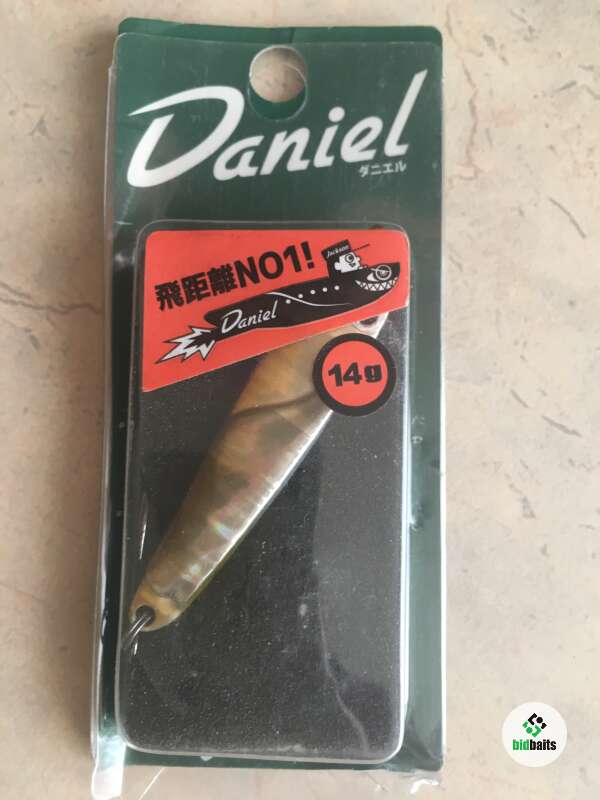 Daniel
ダニエル
飛距離NO1!
Jackson
Daniel
14g
bidbaits